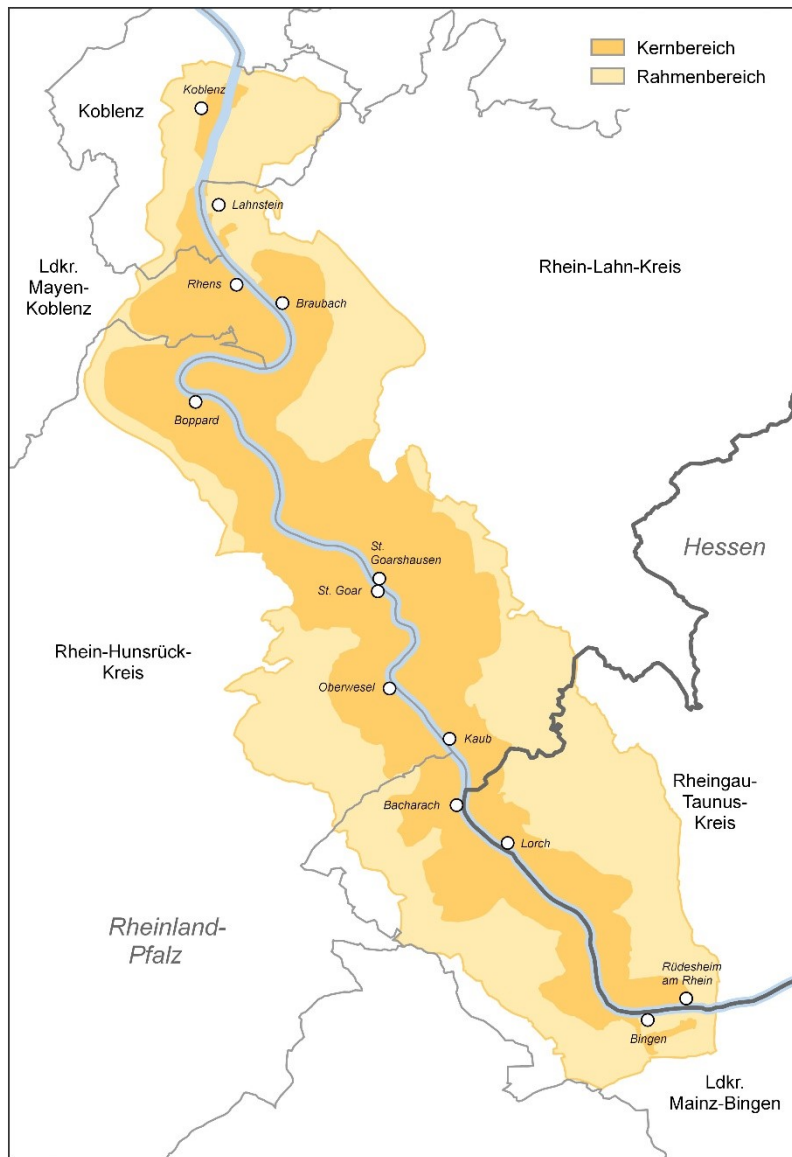 Kernbereich
Rahmenbereich
Koblenz
Koblenz
Lahnstein
Ldkr.
Mayen-
Koblenz
Rhens
Braubach
Rhein-Lahn-Kreis
Boppard
Hessen
St.
Goarshausen
St. Goar
Rhein-Hunsrück-
Kreis
Oberwesel
Kaub
Bacharach
Rheingau-
Taunus-
Kreis
Lorch
Rheinland-
Pfalz
Rüdesheim
am Rhein
Bingen
Ldkr.
Mainz-Bingen